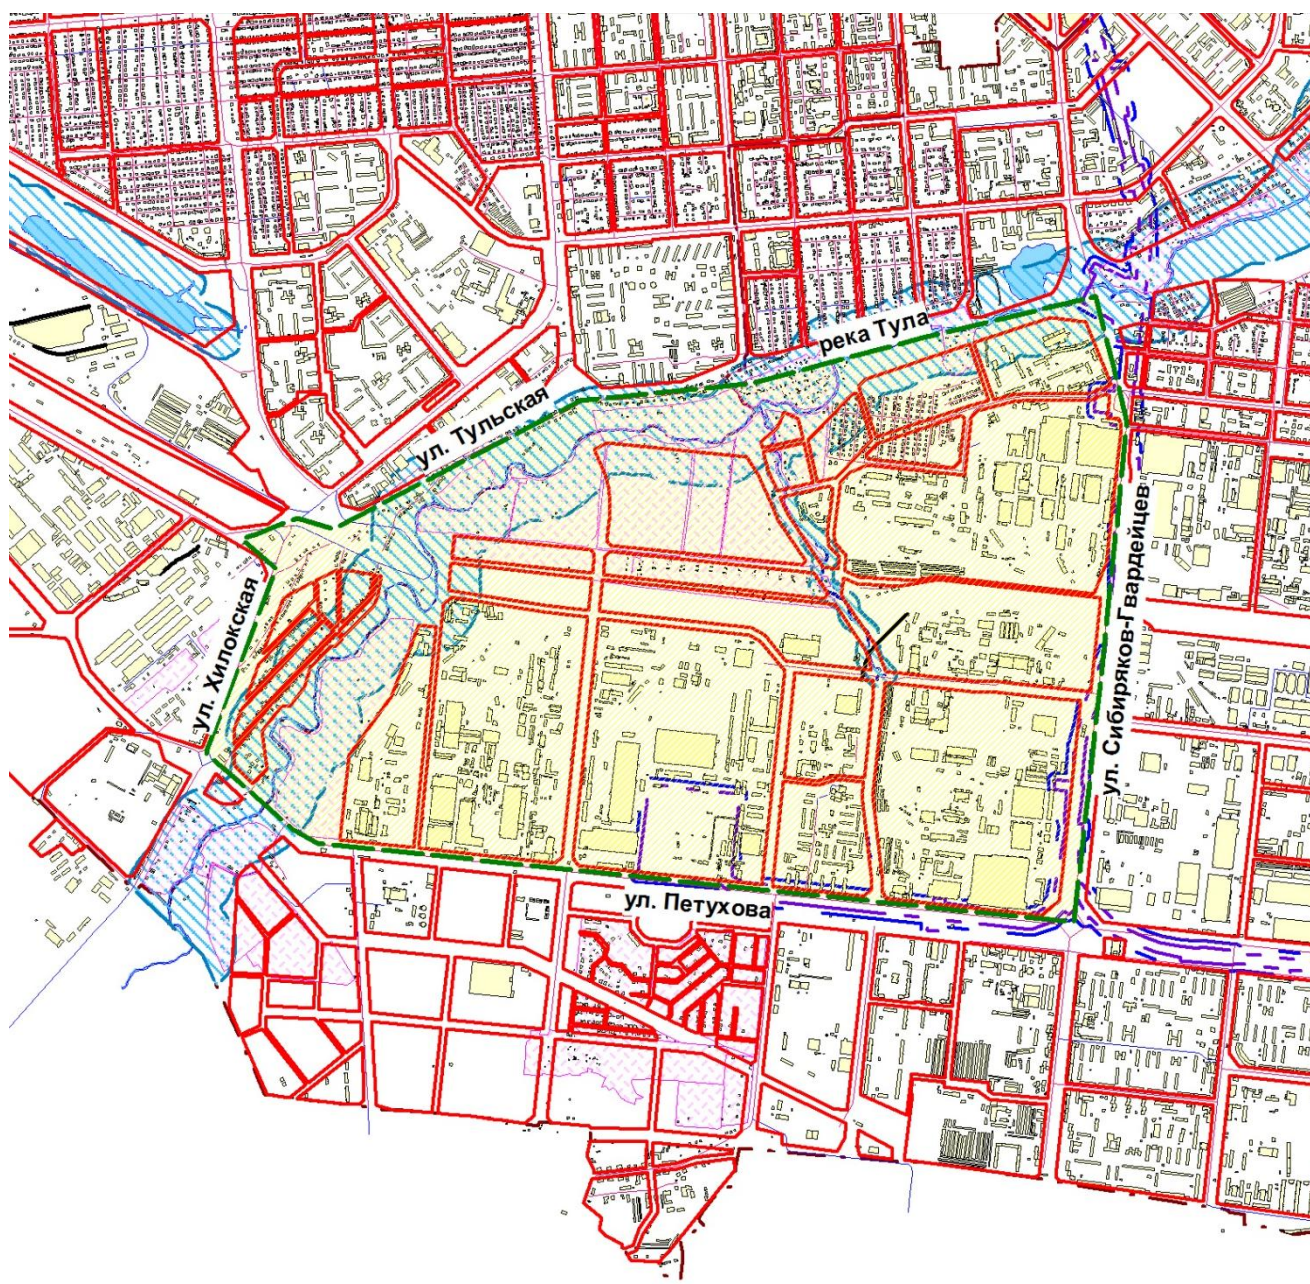 река Тула
ул. Тульская
ул. Хилокская
ул. Сибиряков-Гвардейцев
ул. Петухова